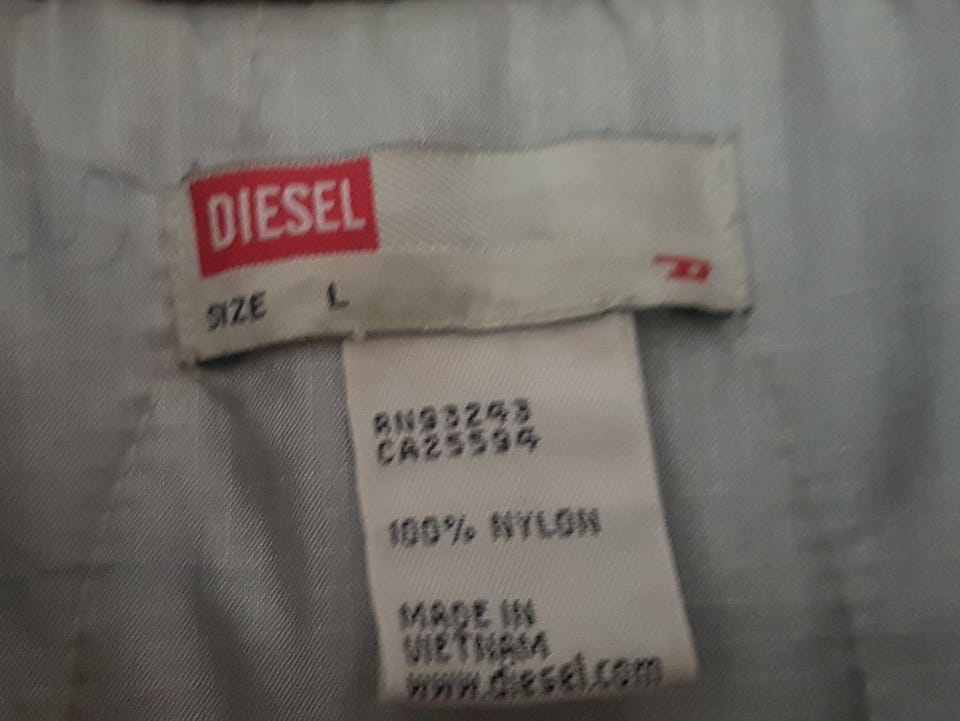 DIESEL
SIZE L
RN93243
CA25594
100% NYLON
MADE IN
VIETNAM
www.diesel.com